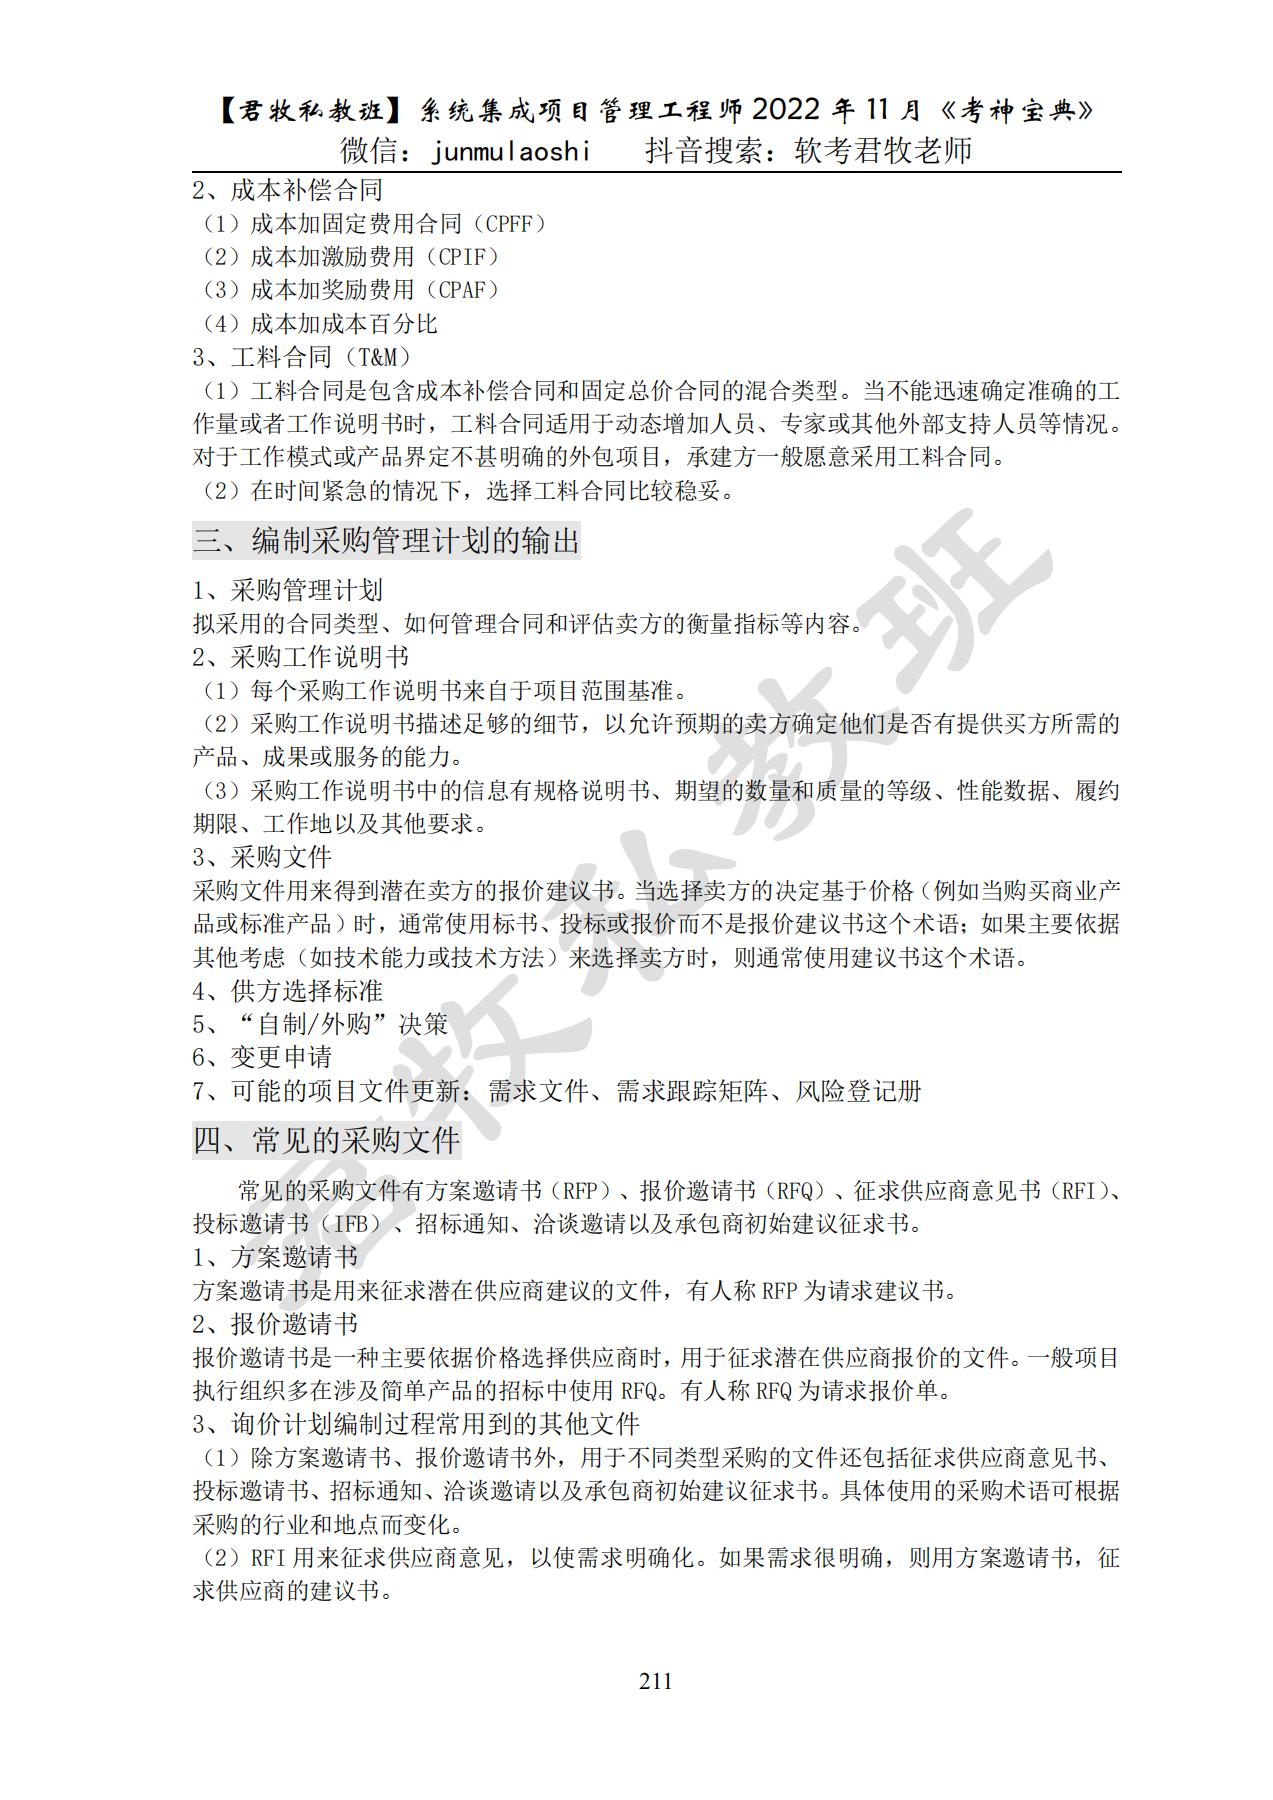 【君牧私教班】系统集成项目管理工程师 2022 年 11 月《考神宝典》
微信：junmulaoshi 抖音搜索：软考君牧老师
2、成本补偿合同
（1）成本加固定费用合同（CPFF）
（2）成本加激励费用（CPIF）
（3）成本加奖励费用（CPAF）
（4）成本加成本百分比
3、工料合同（T&M）
（1）工料合同是包含成本补偿合同和固定总价合同的混合类型。当不能迅速确定准确的工
作量或者工作说明书时，工料合同适用于动态增加人员、专家或其他外部支持人员等情况。
对于工作模式或产品界定不甚明确的外包项目，承建方一般愿意采用工料合同。
（2）在时间紧急的情况下，选择工料合同比较稳妥。
三、编制采购管理计划的输出
1、采购管理计划
拟采用的合同类型、如何管理合同和评估卖方的衡量指标等内容。
2、采购工作说明书
（1）每个采购工作说明书来自于项目范围基准。
（2）采购工作说明书描述足够的细节，以允许预期的卖方确定他们是否有提供买方所需的
产品、成果或服务的能力。
（3）采购工作说明书中的信息有规格说明书、期望的数量和质量的等级、性能数据、履约
期限、工作地以及其他要求。
3、采购文件
采购文件用来得到潜在卖方的报价建议书。当选择卖方的决定基于价格（例如当购买商业产
品或标准产品）时，通常使用标书、投标或报价而不是报价建议书这个术语；如果主要依据
其他考虑（如技术能力或技术方法）来选择卖方时，则通常使用建议书这个术语。
4、供方选择标准
5、“自制/外购”决策
6、变更申请
7、可能的项目文件更新：需求文件、需求跟踪矩阵、风险登记册
四、常见的采购文件
常见的采购文件有方案邀请书（RFP）、报价邀请书（RFQ）、征求供应商意见书（RFI）、
投标邀请书（IFB）、招标通知、洽谈邀请以及承包商初始建议征求书。
1、方案邀请书
方案邀请书是用来征求潜在供应商建议的文件，有人称 RFP 为请求建议书。
2、报价邀请书
报价邀请书是一种主要依据价格选择供应商时，用于征求潜在供应商报价的文件。一般项目
执行组织多在涉及简单产品的招标中使用 RFQ。有人称 RFQ 为请求报价单。
3、询价计划编制过程常用到的其他文件
（1）除方案邀请书、报价邀请书外，用于不同类型采购的文件还包括征求供应商意见书、
投标邀请书、招标通知、洽谈邀请以及承包商初始建议征求书。具体使用的采购术语可根据
采购的行业和地点而变化。
（2）RFI 用来征求供应商意见，以使需求明确化。如果需求很明确，则用方案邀请书，征
求供应商的建议书。
君牧私教班
211